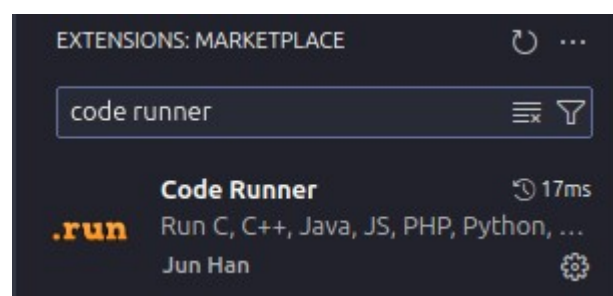 EXTENSIONS: MARKETPLACE
code runner
Code Runner 17ms
.run Run C, C++, Java, JS, PHP, Python, ...
Jun Han